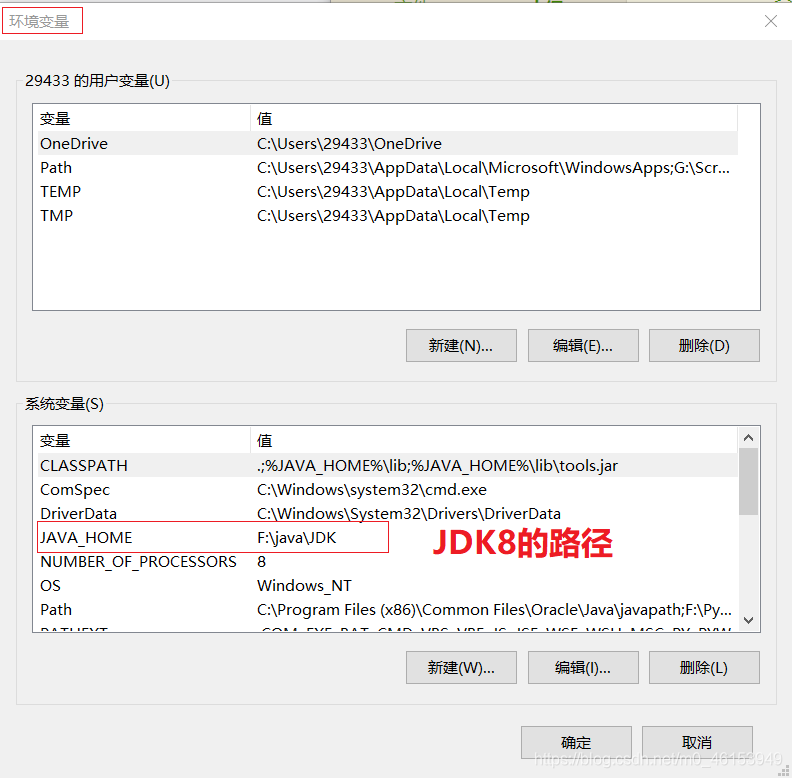 环境变量
29433 的用户变量(U)
变量 值
OneDrive C:\Users\29433\OneDrive
Path C:\Users\29433\AppData\Local\Microsoft\WindowsApps;G:\Scr...
TEMP C:\Users\29433\AppData\Local\Temp
TMP C:\Users\29433\AppData\Local\Temp
新建(N)... 编辑(E)... 删除(D)
系统变量(S)
变量 值
CLASSPATH .;%JAVA_HOME%\lib;%JAVA_HOME%\lib\tools.jar
ComSpec C:\Windows\system32\cmd.exe
DriverData C:\Windows\System32\Drivers\DriverData
JAVA_HOME F:\java\JDK
JDK8的路径
NUMBER_OF_PROCESSORS 8
OS Windows_NT
Path C:\Program Files (x86)\Common Files\Oracle\Java\javapath;F:\Py...
新建(W)... 编辑(I)... 删除(L)
确定 取消
https://blog.csdn.net/m0_46153949